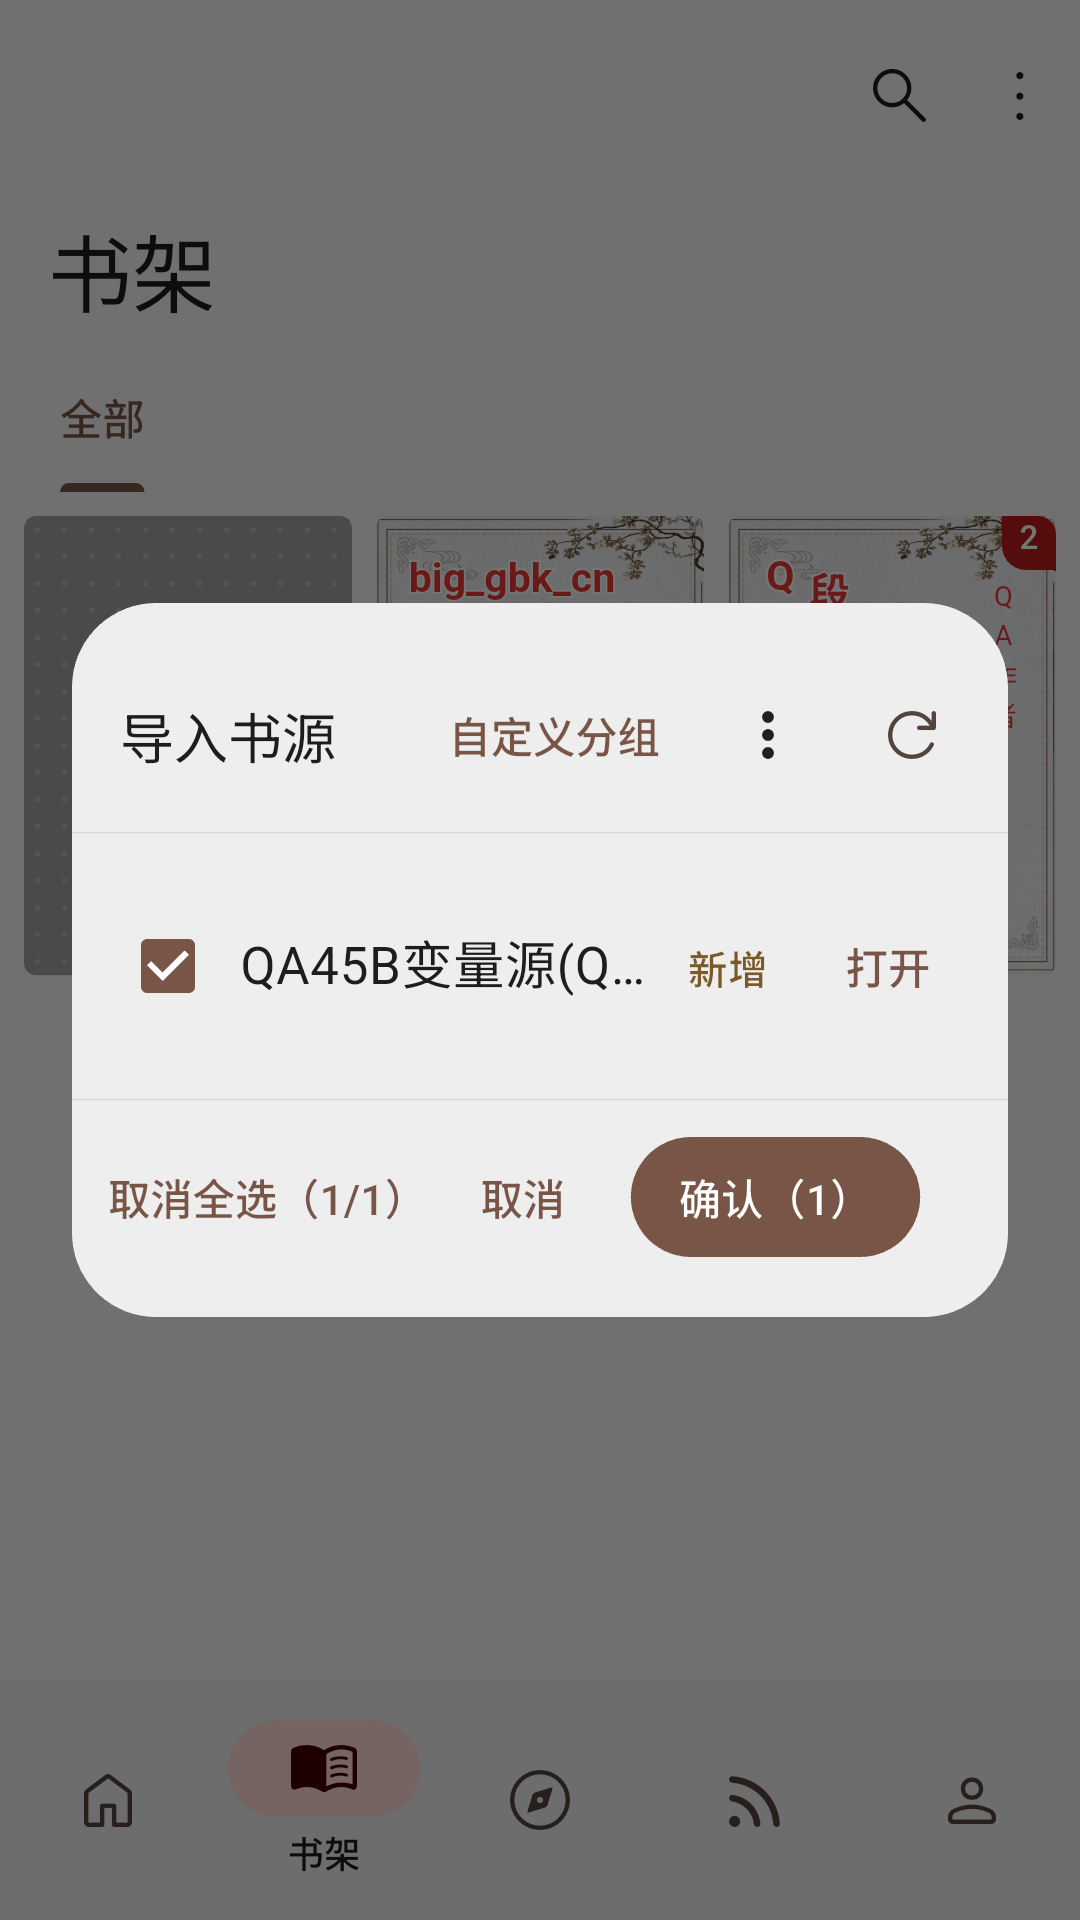 书架
全部
big_gbk_cn
Q
段
2
Q
A
导入书源
自定义分组
QA45B变量源(Q...
新增
打开
取消全选（1/1）
取消
确认（1）
书架